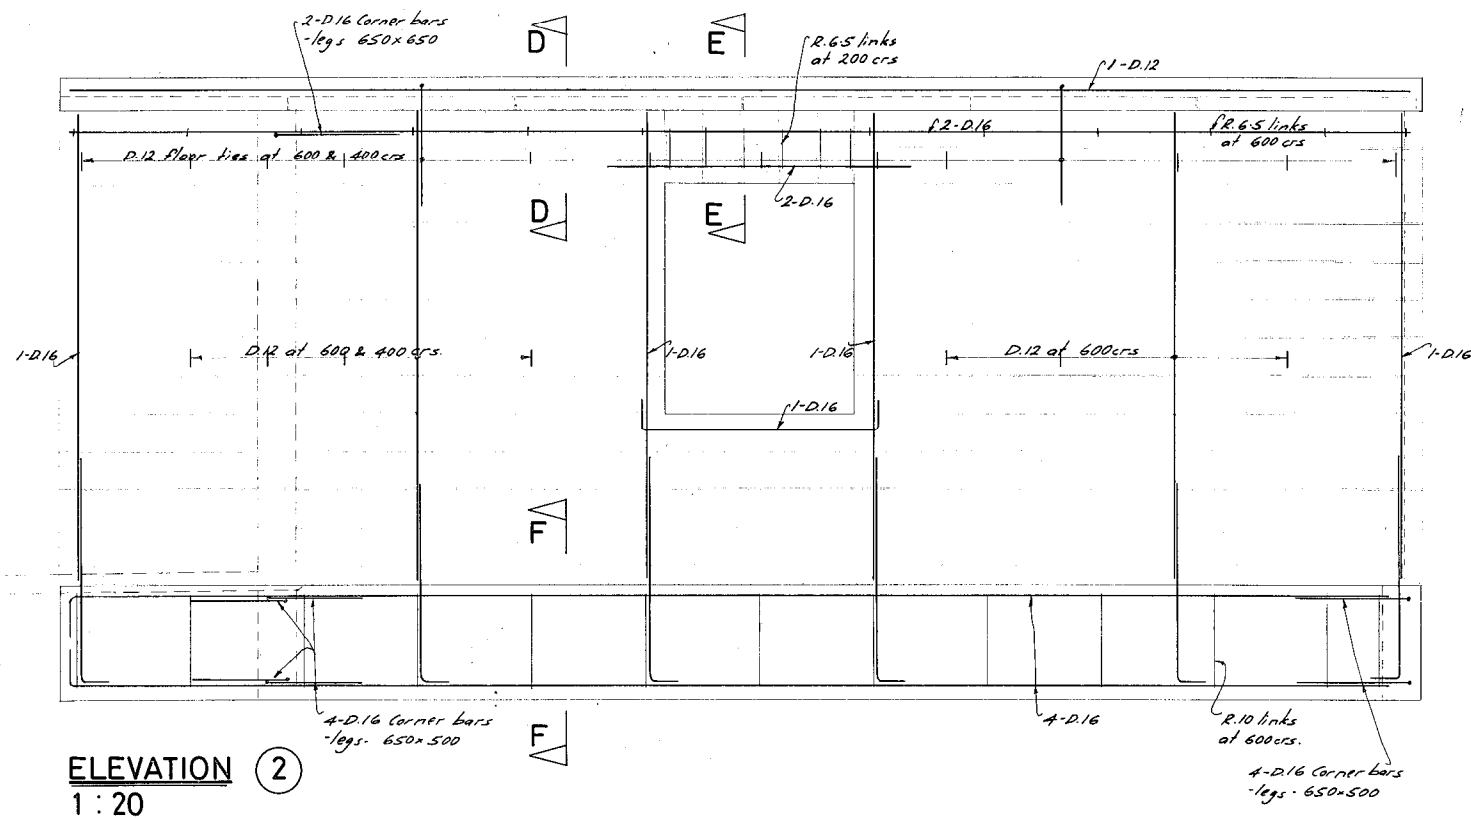 2-D.16 Corner bars
-legs 650x650
D
E
R.6.5 links
at 200 crs
1-D.12
2-D.16
R.6.5 links
at 600 crs
D.12 floor ties at 600 & 400 crs
D
E
2-D.16
1-D.16
D.12 at 600 & 400 crs.
1-D.16
1-D.16
D.12 at 600crs
1-D.16
1-D.16
F
4-D.16 Corner bars
-legs- 650x500
F
4-D.16
R.10 links
at 600crs.
4-D.16 Corner bars
-legs- 650x500
ELEVATION 2
1 : 20